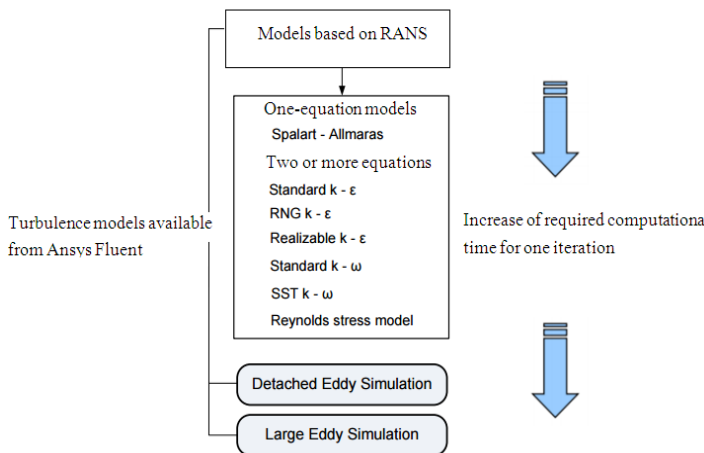 Models based on RANS
One-equation models
Spalart - Allmaras
Two or more equations
Standard k - ε
RNG k - ε
Realizable k - ε
Standard k - ω
SST k - ω
Reynolds stress model
Turbulence models available
from Ansys Fluent
Increase of required computationa
time for one iteration
Detached Eddy Simulation
Large Eddy Simulation